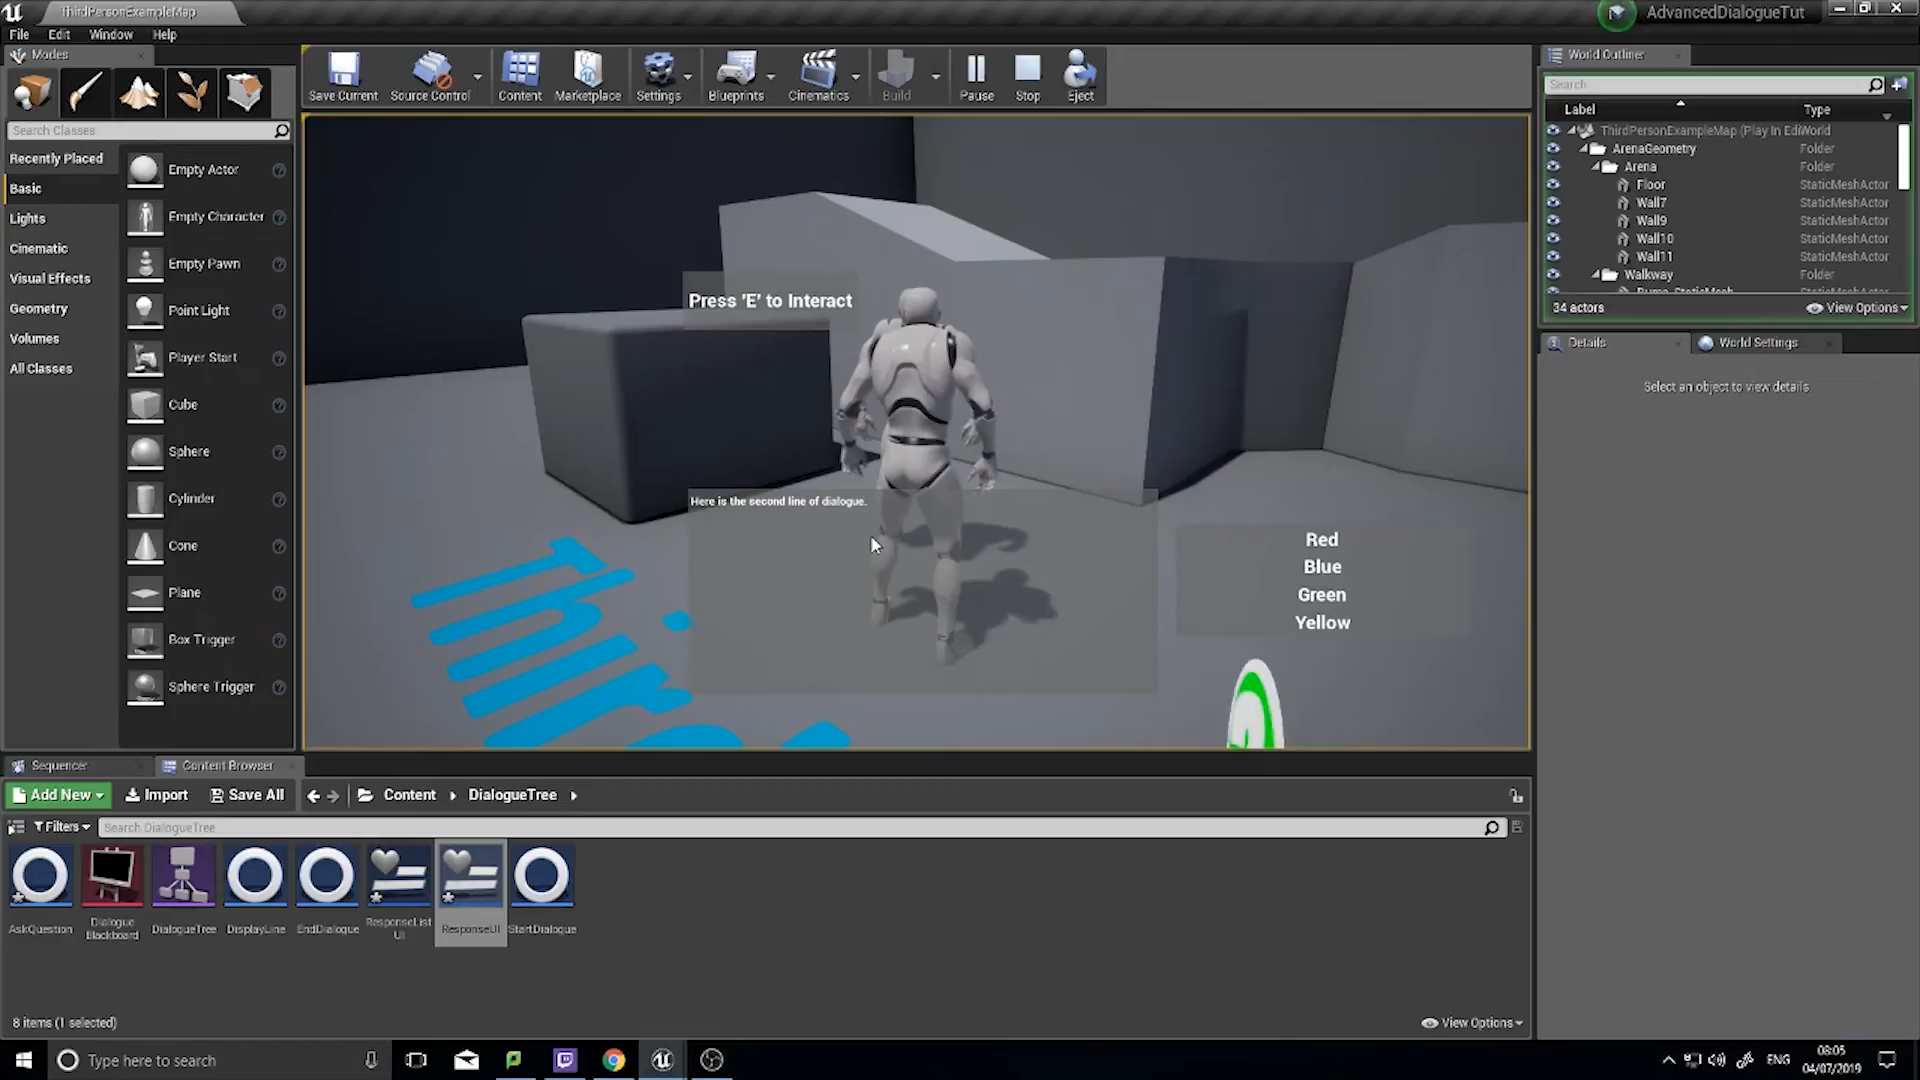 ThirdPersonExampleMap
AdvancedDialogueTut
File Edit Window Help
Modes
Search Classes
Recently Placed
Basic
Lights
Cinematic
Visual Effects
Geometry
Volumes
All Classes
Empty Actor
Empty Character
Empty Pawn
Point Light
Player Start
Cube
Sphere
Cylinder
Cone
Plane
Box Trigger
Sphere Trigger
Save Current Source Control Content Marketplace Settings Blueprints Cinematics Build Pause Stop Eject
Press 'E' to Interact
Here is the second line of dialogue.
Red
Blue
Green
Yellow
Thir
World Outliner
Search
Label Type
ThirdPersonExampleMap (Play In Edi World
ArenaGeometry Folder
Arena Folder
Floor StaticMeshActor
Wall7 StaticMeshActor
Wall9 StaticMeshActor
Wall10 StaticMeshActor
Wall11 StaticMeshActor
Walkway Folder
Bump_StaticMesh
34 actors View Options
Details World Settings
Select an object to view details
Sequencer Content Browser
Add New Import Save All Content DialogueTree
Filters Search DialogueTree
AskQuestion
Dialogue
Blackboard
DialogueTree
DisplayLine
EndDialogue
ResponseList
UI
ResponseUI
StartDialogue
8 items (1 selected) View Options
Type here to search
ENG
08:05
04/07/2019